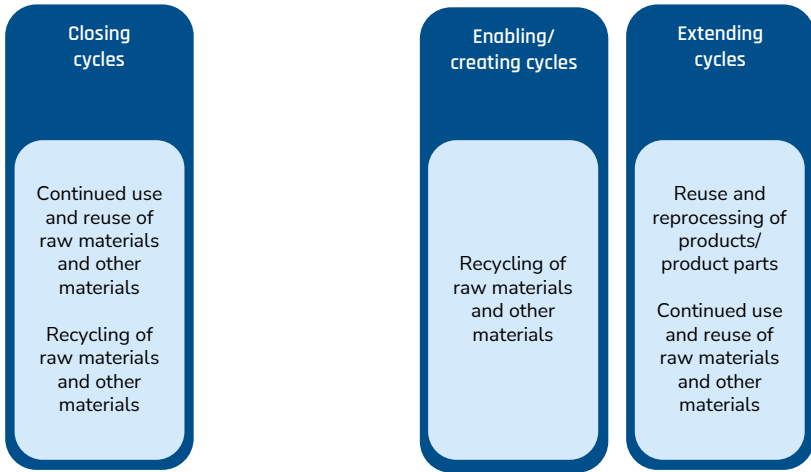 Closing
cycles
Continued use
and reuse of
raw materials
and other
materials
Recycling of
raw materials
and other
materials
Enabling/
creating cycles
Recycling of
raw materials
and other
materials
Extending
cycles
Reuse and
reprocessing of
products/
product parts
Continued use
and reuse of
raw materials
and other
materials